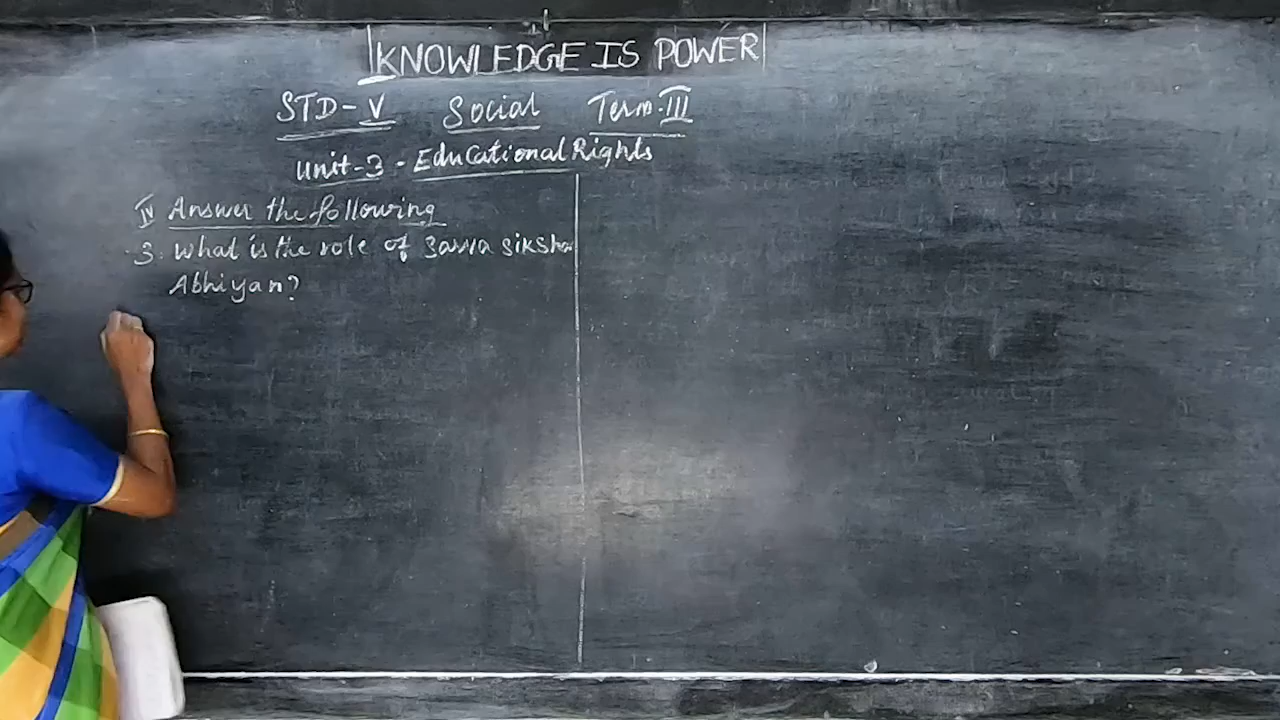 KNOWLEDGE IS POWER
STD-V Social Term-III
Unit-3-Educational Rights
IV Answer the following
3. What is the role of Sarva Siksha
Abhiyan?